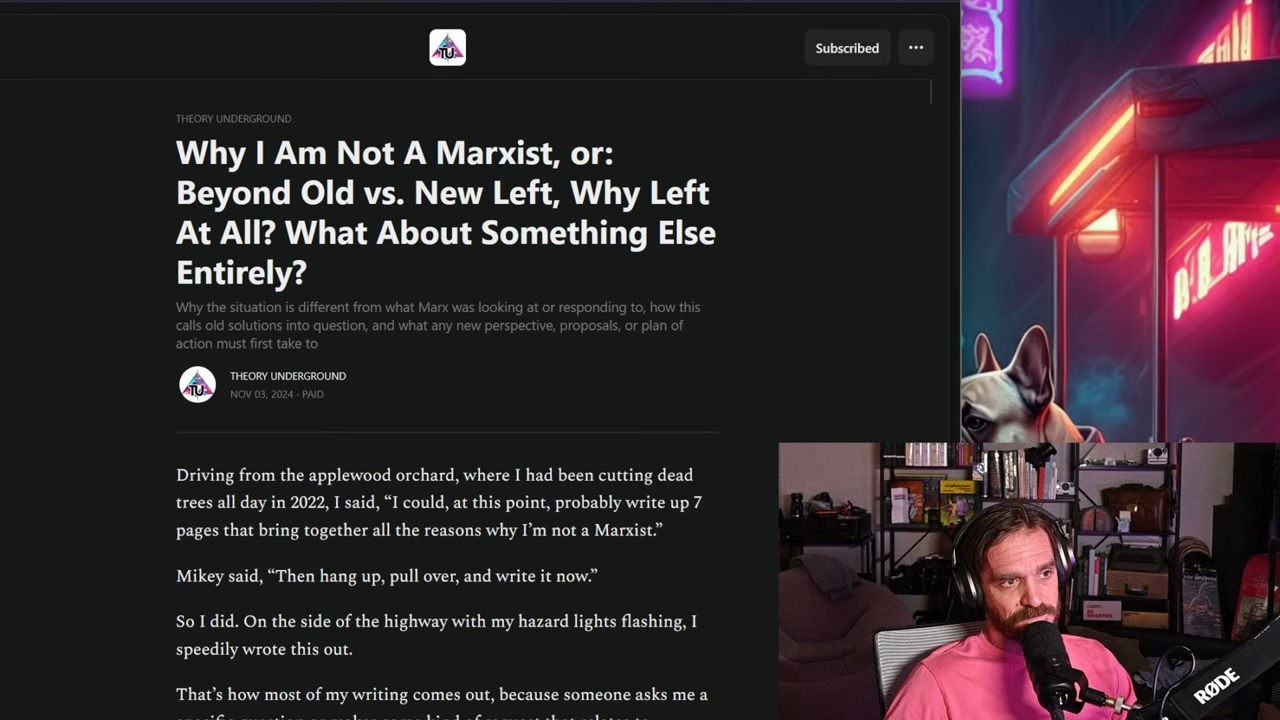 TU
Subscribed
THEORY UNDERGROUND
Why I Am Not A Marxist, or:
Beyond Old vs. New Left, Why Left
At All? What About Something Else
Entirely?
Why the situation is different from what Marx was looking at or responding to, how this
calls old solutions into question, and what any new perspective, proposals, or plan of
action must first take to
TU
THEORY UNDERGROUND
NOV 03, 2024 · PAID
Driving from the applewood orchard, where I had been cutting dead
trees all day in 2022, I said, “I could, at this point, probably write up 7
pages that bring together all the reasons why I’m not a Marxist.”
Mikey said, “Then hang up, pull over, and write it now.”
So I did. On the side of the highway with my hazard lights flashing, I
speedily wrote this out.
That’s how most of my writing comes out, because someone asks me a
RØDE